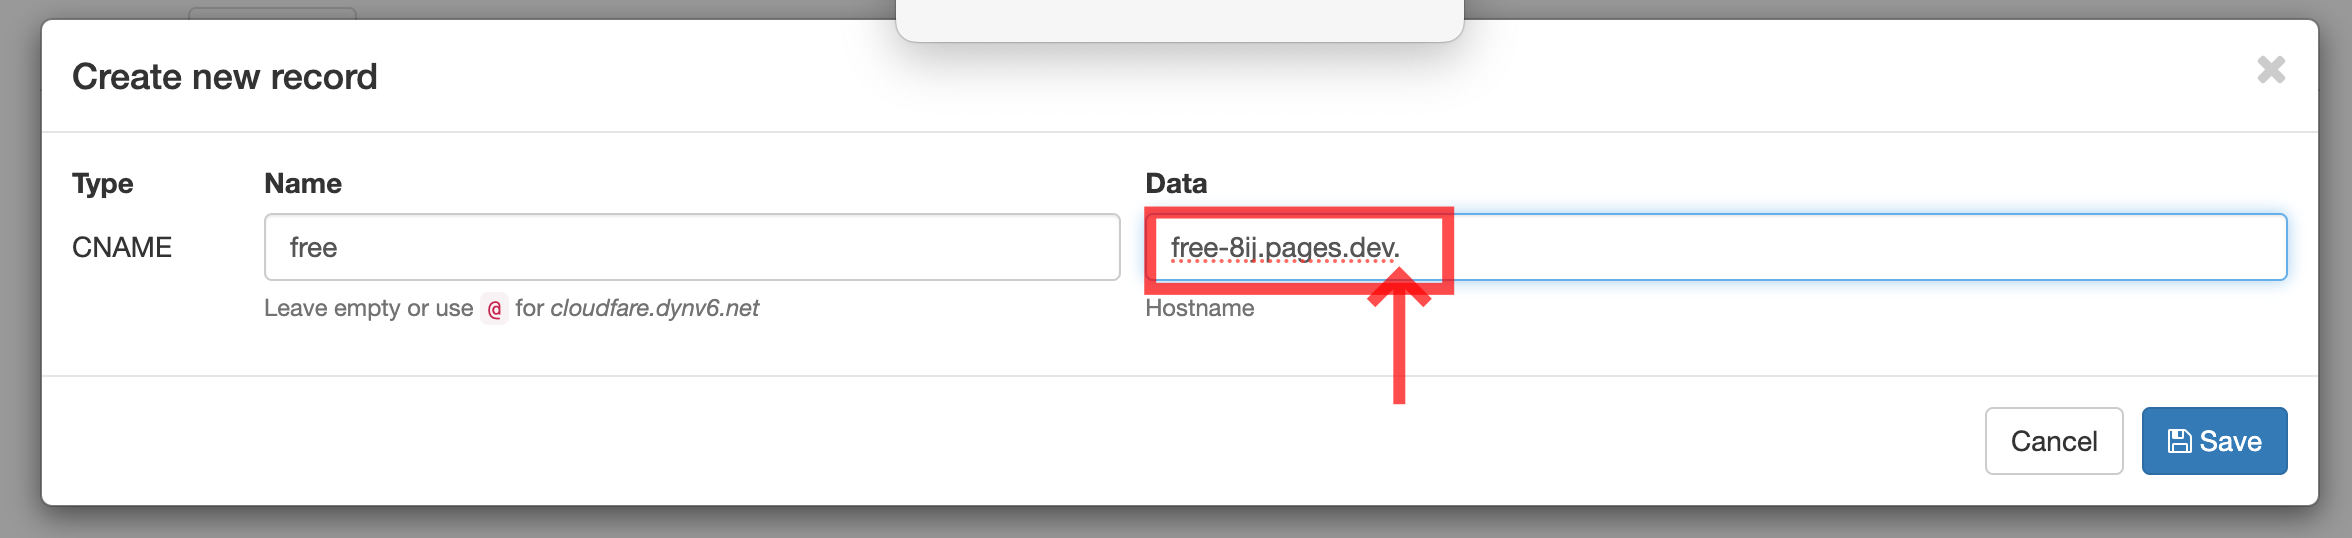 Create new record
Type Name Data
CNAME free free-8ij.pages.dev.
Leave empty or use @ for cloudfare.dynv6.net Hostname
Cancel Save